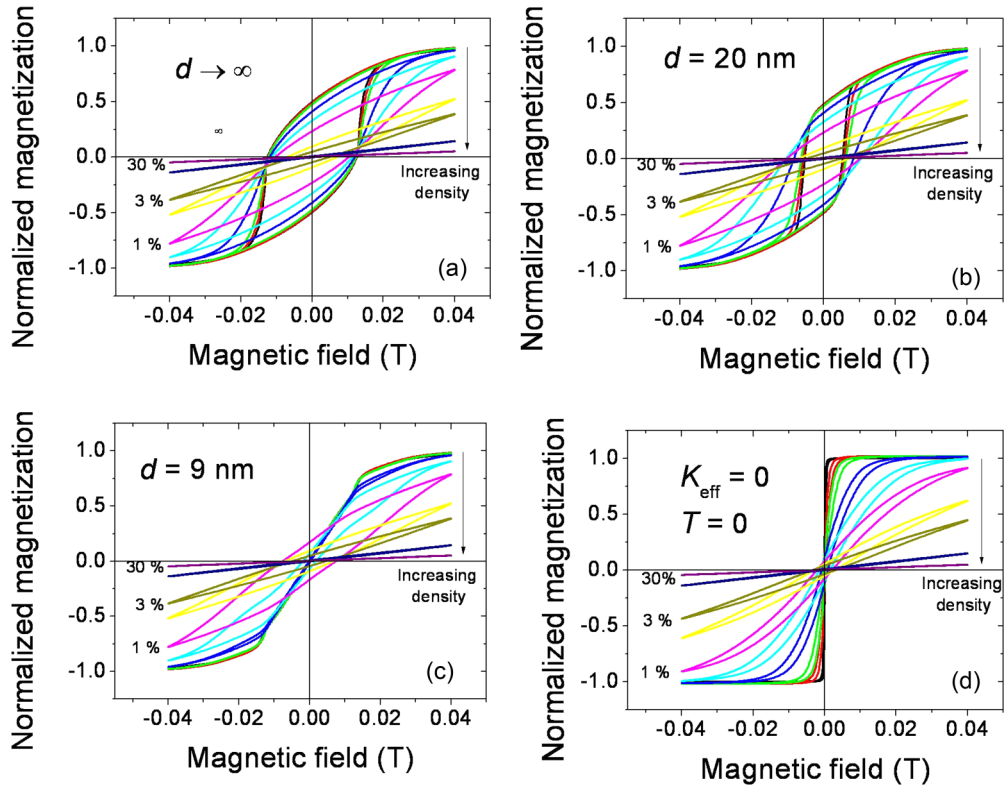 Normalized magnetization
1.0
0.5
0.0
-0.5
-1.0
d → ∞
∞
30 %
3 %
1 %
Increasing
density
(a)
-0.04
-0.02
0.00
0.02
0.04
Magnetic field (T)
Normalized magnetization
1.0
0.5
0.0
-0.5
-1.0
d = 20 nm
30 %
3 %
1 %
Increasing
density
(b)
-0.04
-0.02
0.00
0.02
0.04
Magnetic field (T)
Normalized magnetization
1.0
0.5
0.0
-0.5
-1.0
d = 9 nm
30%
3 %
1 %
Increasing
density
(c)
-0.04
-0.02
0.00
0.02
0.04
Magnetic field (T)
Normalized magnetization
1.0
0.5
0.0
-0.5
-1.0
Keff = 0
T = 0
30%
3 %
1 %
Increasing
density
(d)
-0.04
-0.02
0.00
0.02
0.04
Magnetic field (T)